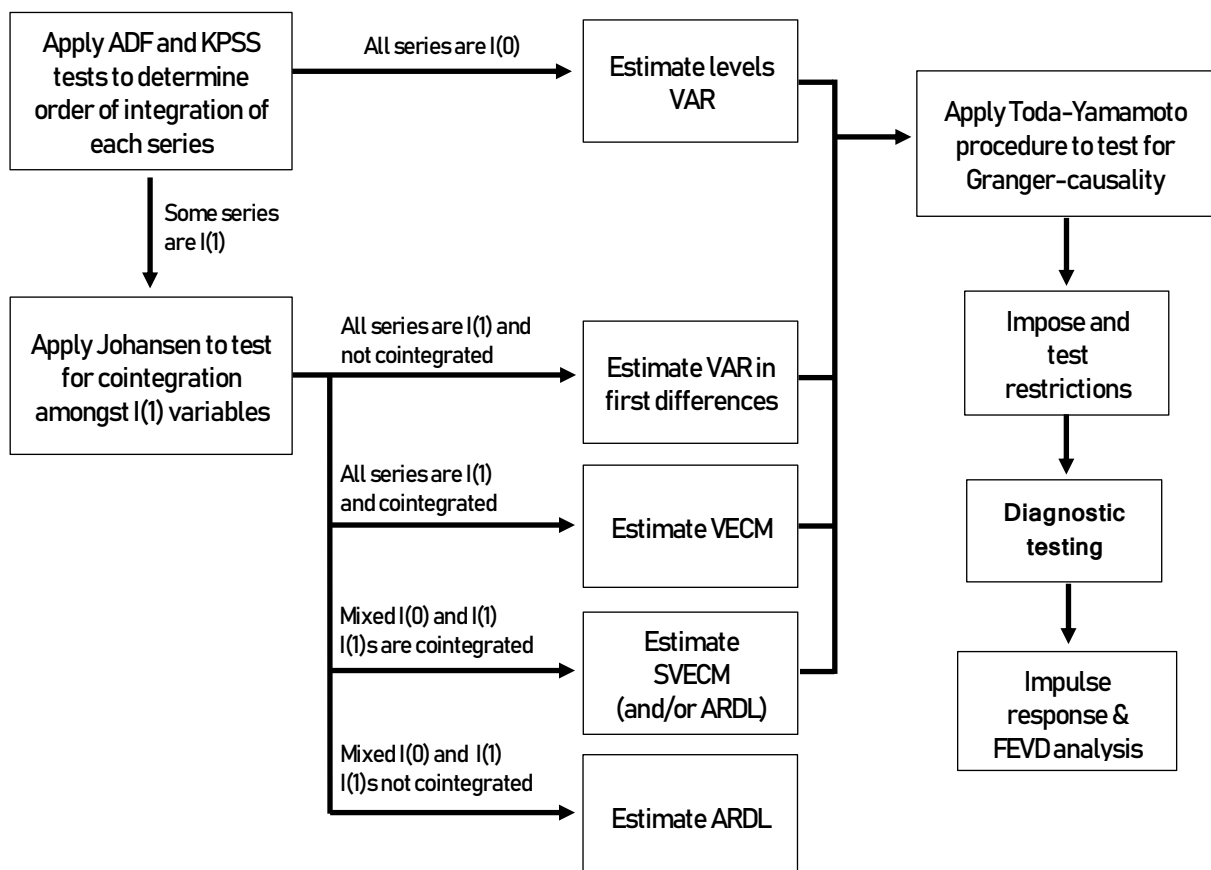 Apply ADF and KPSS
tests to determine
order of integration of
each series
All series are I(0)
Estimate levels
VAR
Apply Toda-Yamamoto
procedure to test for
Granger-causality
Some series
are I(1)
Apply Johansen to test
for cointegration
amongst I(1) variables
All series are I(1) and
not cointegrated
Estimate VAR in
first differences
Impose and
test
restrictions
All series are I(1)
and cointegrated
Estimate VECM
Diagnostic
testing
Mixed I(0) and I(1)
I(1)s are cointegrated
Estimate
SVECM
(and/or ARDL)
Impulse
response &
FEVD analysis
Mixed I(0) and I(1)
I(1)s not cointegrated
Estimate ARDL